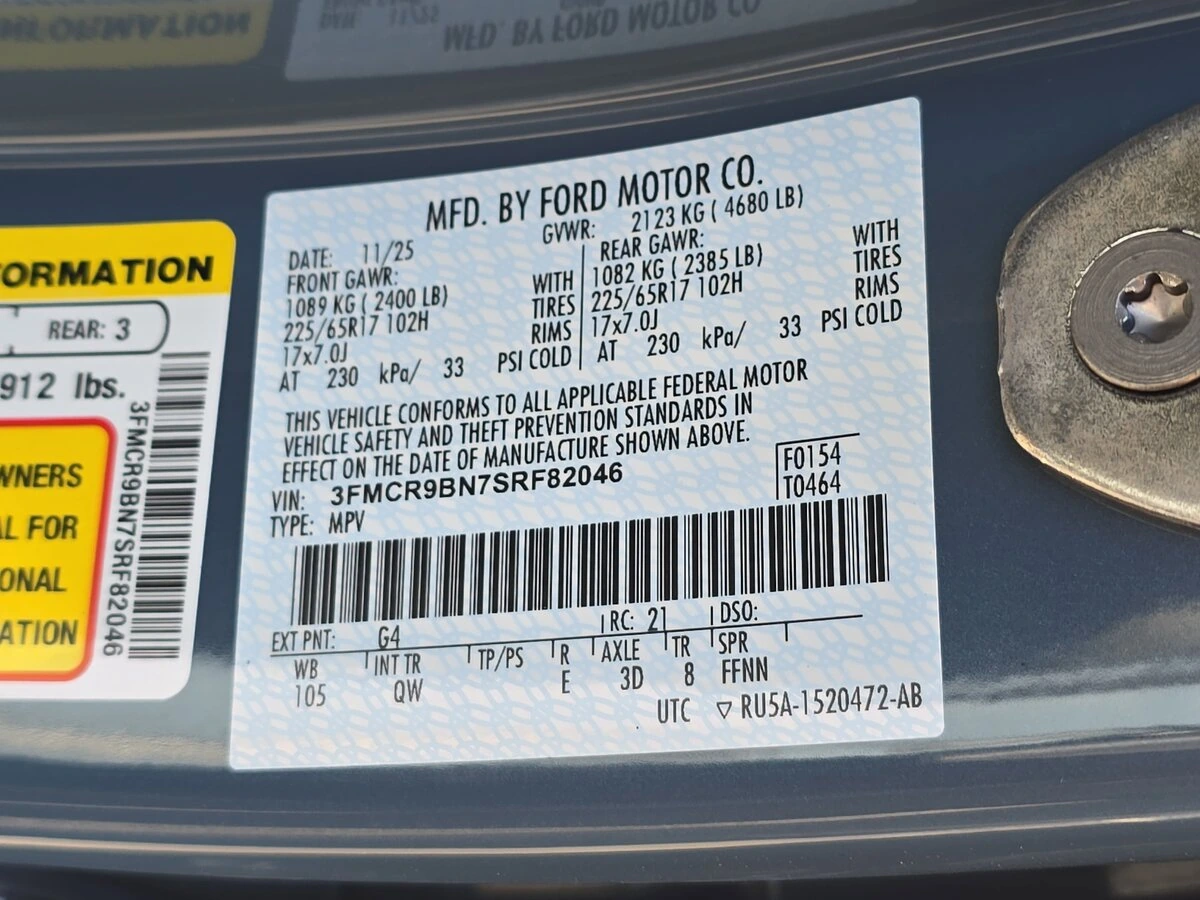 MFD. BY FORD MOTOR CO.
DATE: 11/25 GVWR: 2123 KG ( 4680 LB)
FRONT GAWR: WITH REAR GAWR: WITH
1089 KG ( 2400 LB) TIRES 1082 KG ( 2385 LB) TIRES
225/65R17 102H RIMS 225/65R17 102H RIMS
17x7.0J 17x7.0J
AT 230 kPa/ 33 PSI COLD AT 230 kPa/ 33 PSI COLD
THIS VEHICLE CONFORMS TO ALL APPLICABLE FEDERAL MOTOR
VEHICLE SAFETY AND THEFT PREVENTION STANDARDS IN
EFFECT ON THE DATE OF MANUFACTURE SHOWN ABOVE.
VIN: 3FMCR9BN7SRF82046
TYPE: MPV
F0154
T0464
EXT PNT: G4 RC: 21 DSO:
WB INT TR TP/PS R AXLE TR SPR
105 QW E 3D 8 FFNN
UTC ▽ RU5A-1520472-AB
ORMATION
REAR: 3
912 lbs.
WNERS
AL FOR
ONAL
ATION
3FMCR9BN7SRF82046